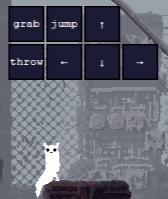 grab jump ↑
throw ← ↓ →